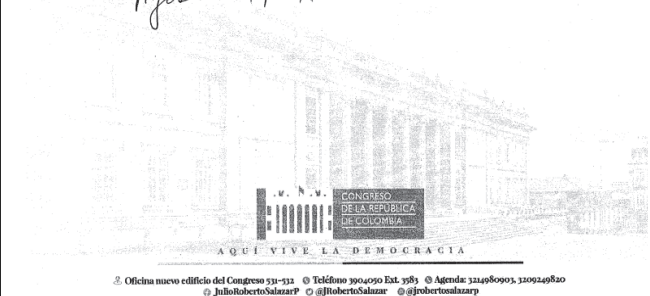 CONGRESO
DE LA REPÚBLICA
DE COLOMBIA
AQUÍ VIVE LA DEMOCRACIA
Oficina nuevo edificio del Congreso 531-532 Teléfono 3904050 Ext. 3583 Agenda: 3214980903, 3209249820
JulioRobertoSalazarP @JRobertoSalazar @jrobertosalazarp